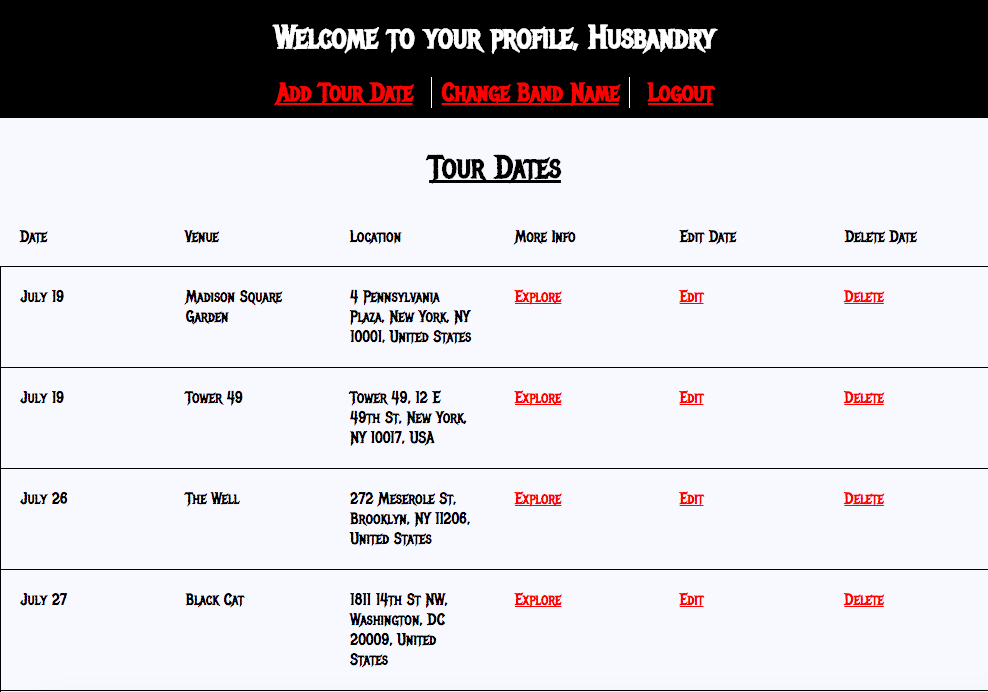 Welcome to your profile, Husbandry
Add Tour Date Change Band Name Logout
Tour Dates
Date Venue Location More Info Edit Date Delete Date
July 19 Madison Square 4 Pennsylvania Explore Edit Delete
Garden Plaza, New York, NY
10001, United States
July 19 Tower 49 Tower 49, 12 E Explore Edit Delete
49th St, New York,
NY 10017, USA
July 26 The Well 272 Meserole St, Explore Edit Delete
Brooklyn, NY 11206,
United States
July 27 Black Cat 1811 14th St NW, Explore Edit Delete
Washington, DC
20009, United
States